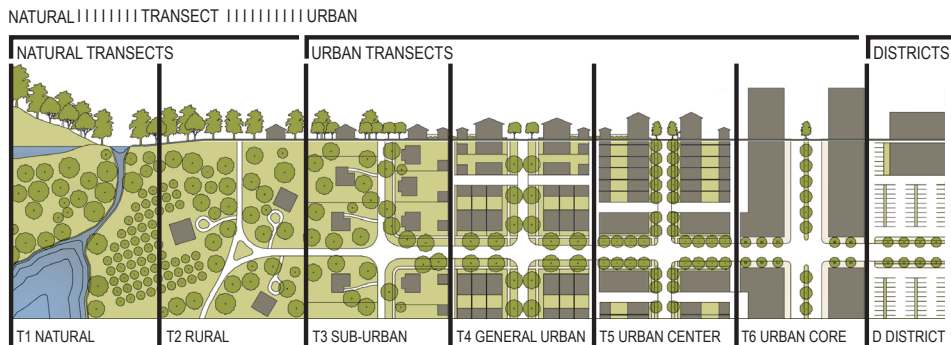 NATURAL I I I I I I I I TRANSECT I I I I I I I I I I URBAN
NATURAL TRANSECTS
URBAN TRANSECTS
DISTRICTS
T1 NATURAL
T2 RURAL
T3 SUB-URBAN
T4 GENERAL URBAN
T5 URBAN CENTER
T6 URBAN CORE
D DISTRICT